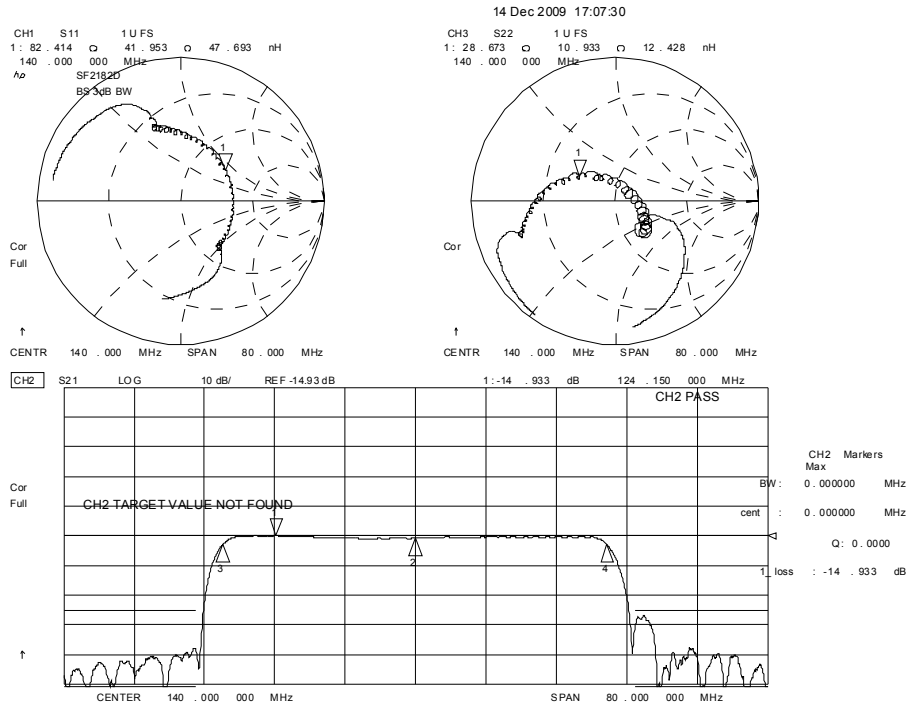 14 Dec 2009 17:07:30
CH1 S11 1 U FS
1: 82 . 414 Ω 41 . 953 Ω 47 . 693 nH
140 . 000 000 MHz
hp SF2182D
BS 3dB BW
1
Cor
Full
CENTR 140 . 000 MHz SPAN 80 . 000 MHz
CH3 S22 1 U FS
1: 28 . 673 Ω 10 . 933 Ω 12 . 428 nH
140 . 000 000 MHz
1
Cor
CENTR 140 . 000 MHz SPAN 80 . 000 MHz
CH2 S21 LOG 10 dB/ REF -14.93 dB 1:-14 . 933 dB 124 . 150 000 MHz
CH2 PASS
Cor
Full
CH2 TARGET VALUE NOT FOUND
3
2
4
CH2 Markers
Max
BW : 0 . 000000 MHz
cent : 0 . 000000 MHz
Q: 0. 0000
1_ loss : -14 . 933 dB
CENTER 140 . 000 000 MHz SPAN 80 . 000 000 MHz